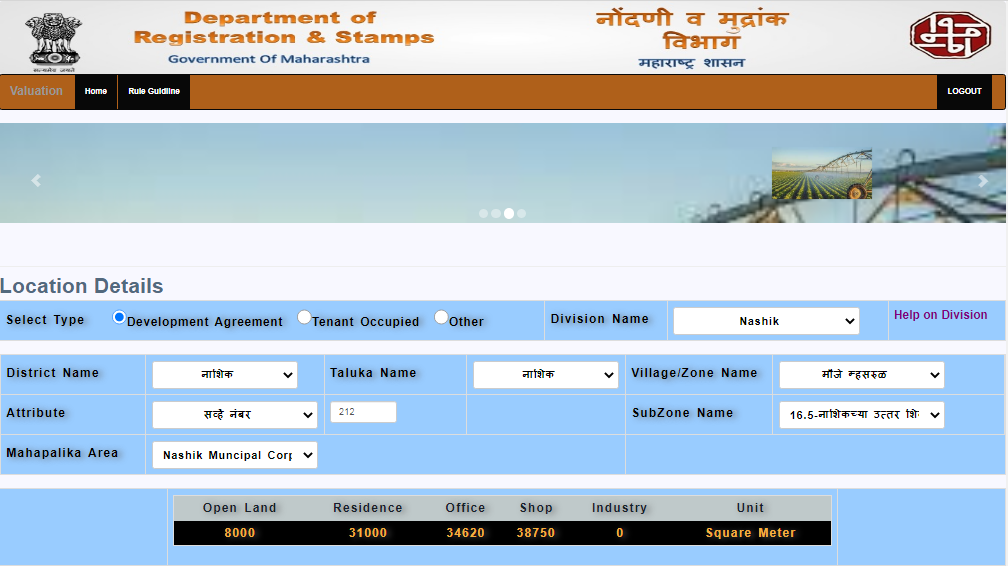 Department of
Registration & Stamps
Government Of Maharashtra
नोंदणी व मुद्रांक
विभाग
महाराष्ट्र शासन
सत्यमेव जयते
Valuation Home Rule Guidline LOGOUT
Location Details
Select Type Development Agreement Tenant Occupied Other Division Name Nashik Help on Division
District Name नाशिक Taluka Name नाशिक Village/Zone Name मौजे म्हसरुळ
Attribute सर्व्हे नंबर 212 SubZone Name 16.5-नाशिकच्या उत्तर शि
Mahapalika Area Nashik Muncipal Corp
Open Land Residence Office Shop Industry Unit
8000 31000 34620 38750 0 Square Meter